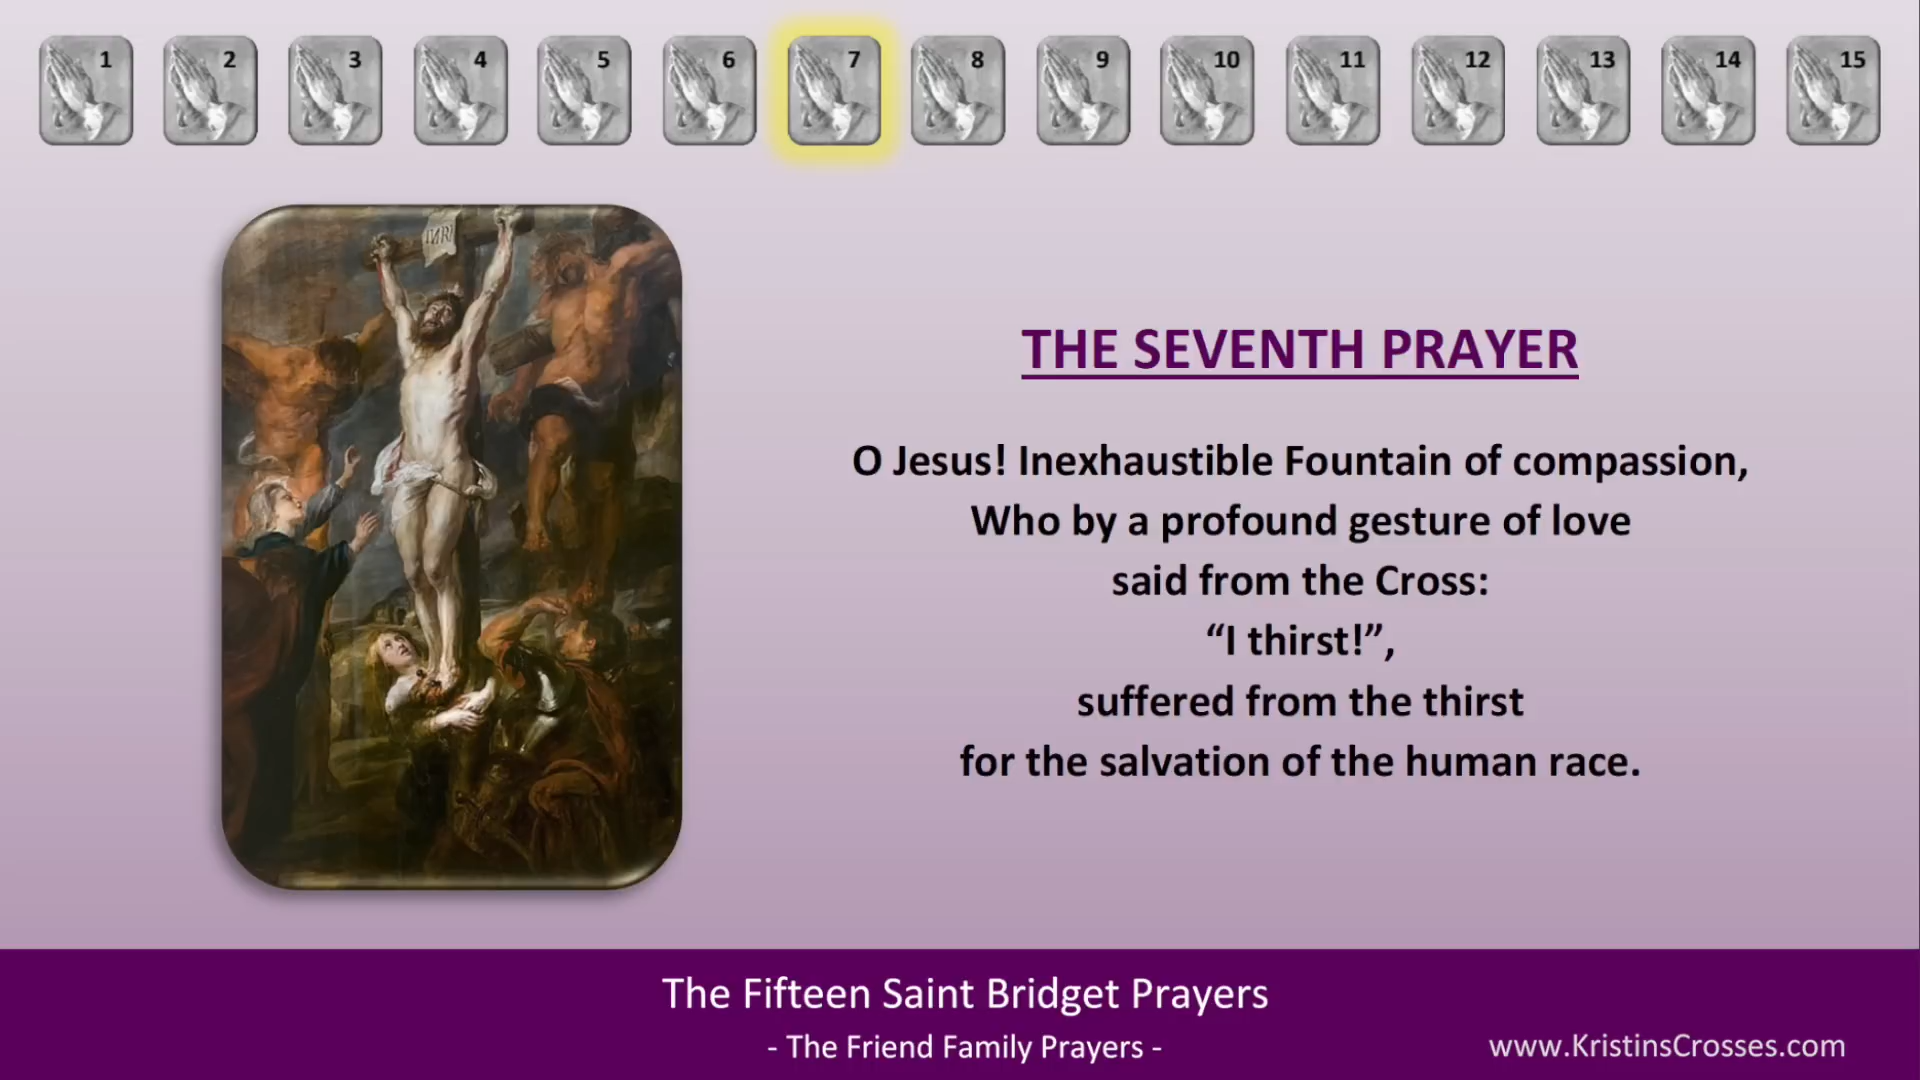 1 2 3 4 5 6 7 8 9 10 11 12 13 14 15
INRI
THE SEVENTH PRAYER
O Jesus! Inexhaustible Fountain of compassion,
Who by a profound gesture of love
said from the Cross:
“I thirst!”,
suffered from the thirst
for the salvation of the human race.
The Fifteen Saint Bridget Prayers
- The Friend Family Prayers -
www.KristinsCrosses.com